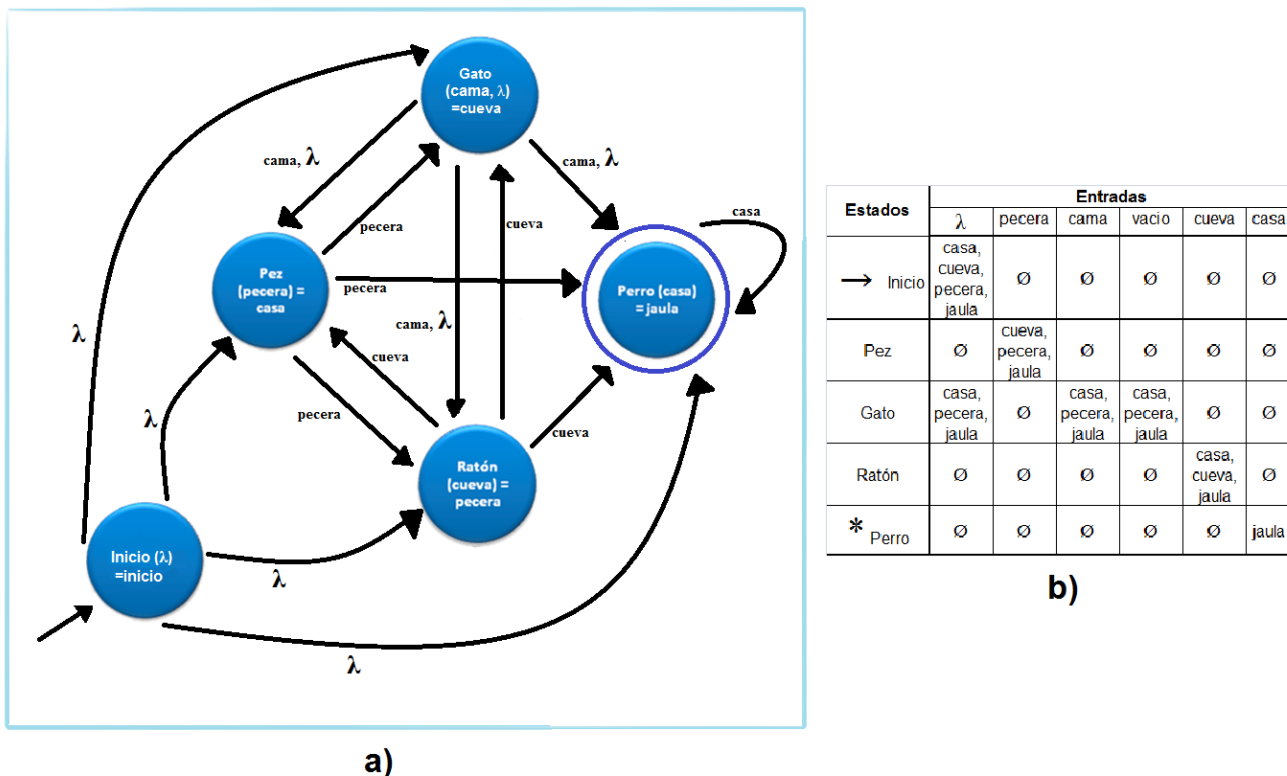 Gato
(cama, λ)
=cueva
cama, λ
cama, λ
casa
pecera
cueva
Pez
(pecera) =
casa
pecera
Perro (casa)
= jaula
λ
cama, λ
cueva
λ
pecera
cueva
Ratón
(cueva) =
pecera
Inicio (λ)
=inicio
λ
λ
a)
Estados
Entradas
λ pecera cama vacio cueva casa
→ Inicio casa, cueva, pecera, jaula Ø Ø Ø Ø Ø
Pez Ø cueva, pecera, jaula Ø Ø Ø Ø
Gato casa, pecera, jaula Ø casa, pecera, jaula casa, pecera, jaula Ø Ø
Ratón Ø Ø Ø Ø casa, cueva, jaula Ø
* Perro Ø Ø Ø Ø Ø jaula
b)